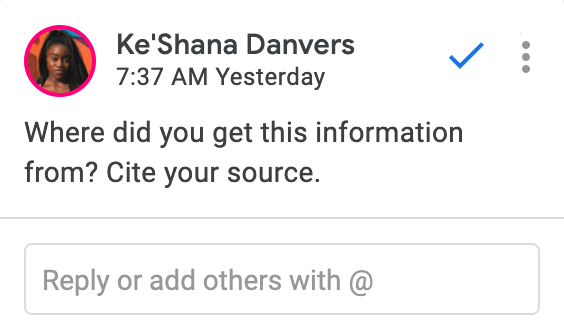 Ke'Shana Danvers
7:37 AM Yesterday
Where did you get this information
from? Cite your source.
Reply or add others with @